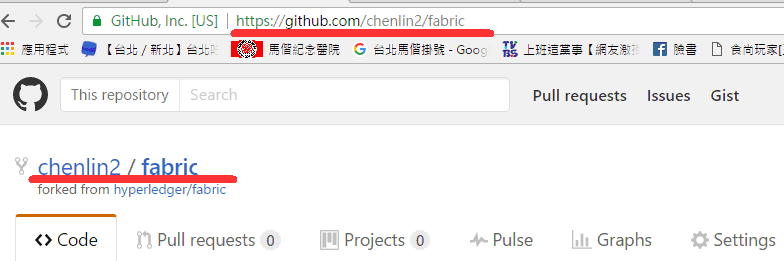 GitHub, Inc. [US] https://github.com/chenlin2/fabric
應用程式 【台北 / 新北】台北 馬偕紀念醫院 台北馬偕掛號 - Goog TVBS 上班這黨事【網友激 臉書 食尚玩家[
This repository Search Pull requests Issues Gist
chenlin2 / fabric
forked from hyperledger/fabric
Code Pull requests 0 Projects 0 Pulse Graphs Settings